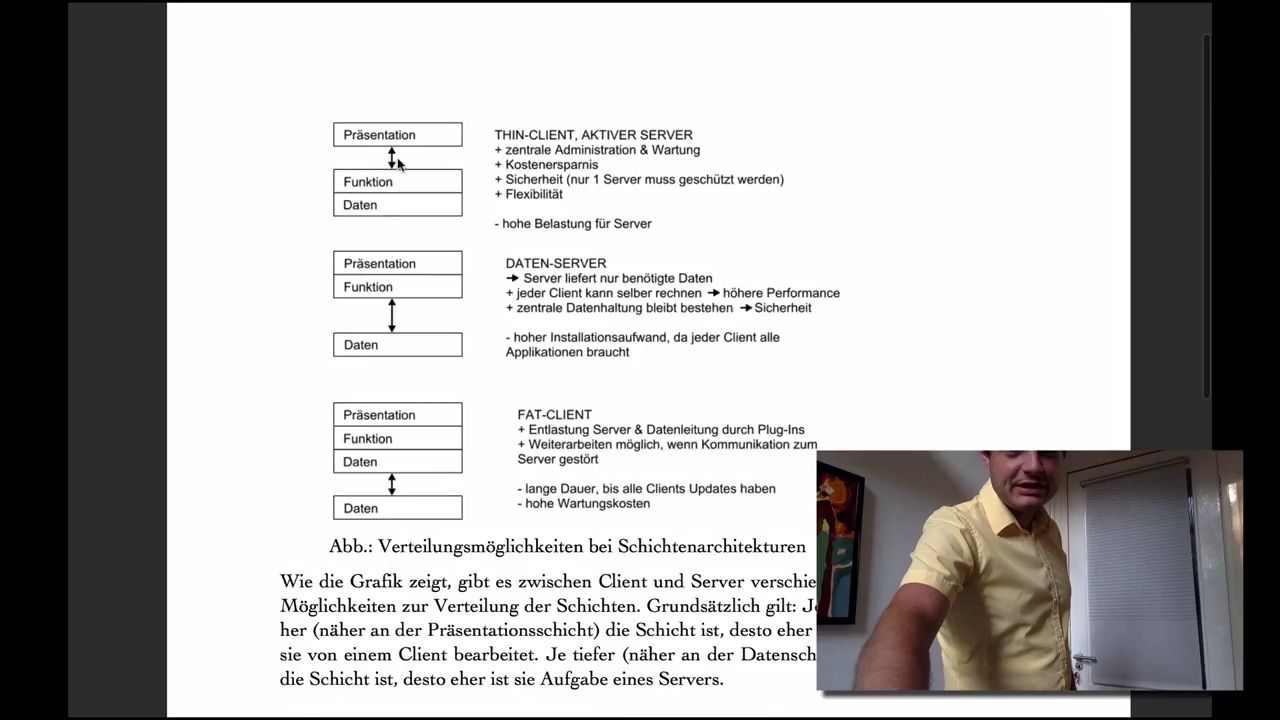 Präsentation
Funktion
Daten
THIN-CLIENT, AKTIVER SERVER
+ zentrale Administration & Wartung
+ Kostenersparnis
+ Sicherheit (nur 1 Server muss geschützt werden)
+ Flexibilität
- hohe Belastung für Server
Präsentation
Funktion
Daten
DATEN-SERVER
→ Server liefert nur benötigte Daten
+ jeder Client kann selber rechnen → höhere Performance
+ zentrale Datenhaltung bleibt bestehen → Sicherheit
- hoher Installationsaufwand, da jeder Client alle
Applikationen braucht
Präsentation
Funktion
Daten
Daten
FAT-CLIENT
+ Entlastung Server & Datenleitung durch Plug-Ins
+ Weiterarbeiten möglich, wenn Kommunikation zum
Server gestört
- lange Dauer, bis alle Clients Updates haben
- hohe Wartungskosten
Abb.: Verteilungsmöglichkeiten bei Schichtenarchitekturen
Wie die Grafik zeigt, gibt es zwischen Client und Server
Möglichkeiten zur Verteilung der Schichten. Grundsätzlich gilt:
her (näher an der Präsentationsschicht) die Schicht ist, desto eher
sie von einem Client bearbeitet. Je tiefer (näher an der
die Schicht ist, desto eher ist sie Aufgabe eines Servers.